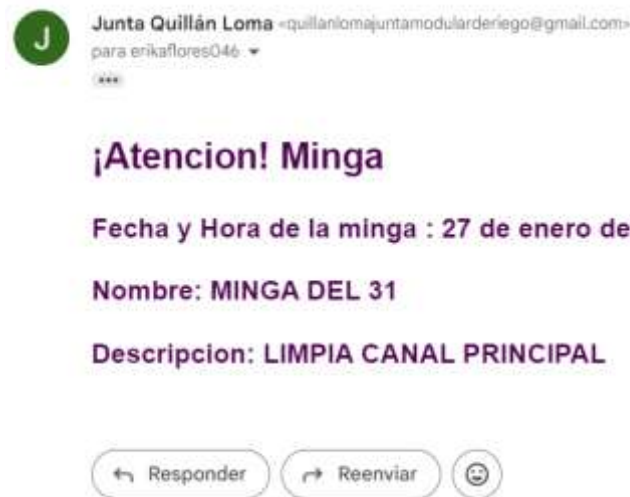 J
Junta Quillán Loma <quillanlomajuntamodularderiego@gmail.com>
para erikaflores046
¡Atencion! Minga
Fecha y Hora de la minga : 27 de enero de
Nombre: MINGA DEL 31
Descripcion: LIMPIA CANAL PRINCIPAL
Responder Reenviar